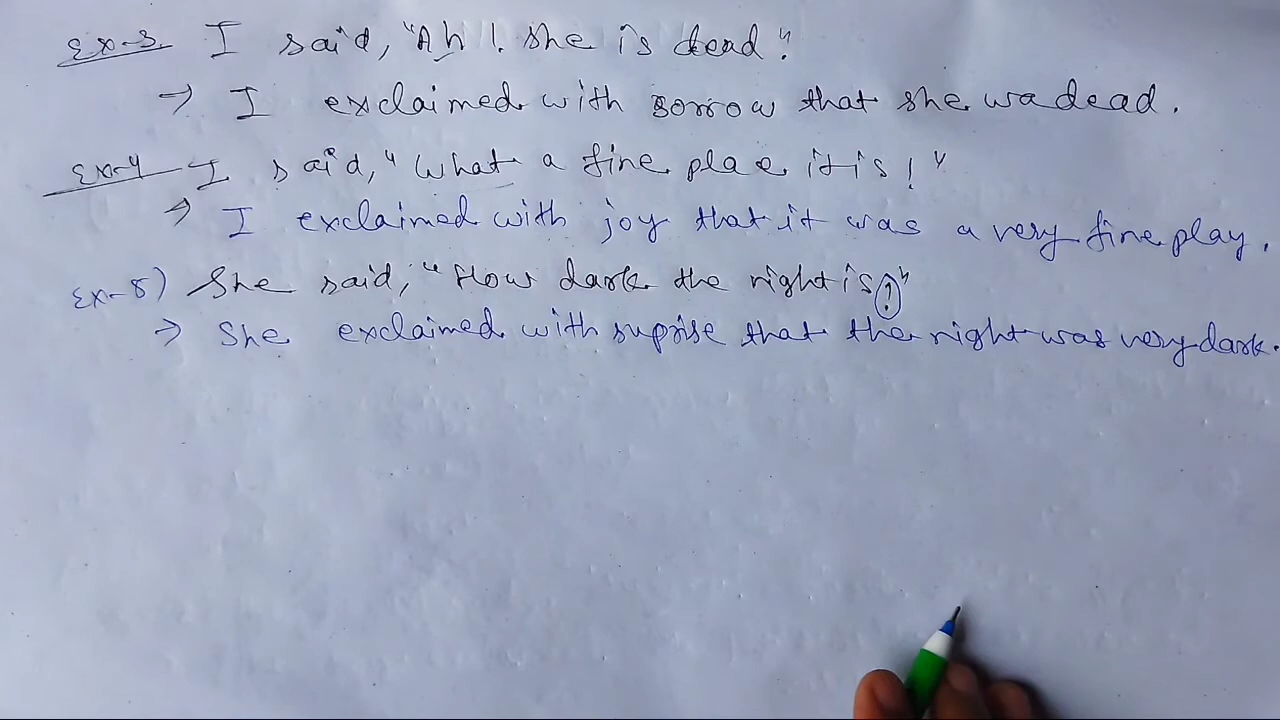 Ex-3. I said, "Ah! she is dead."
→ I exclaimed with sorrow that she wa dead.
Ex-4 I said, "What a fine plae it is!"
→ I exclaimed with joy that it was a very fine play.
Ex-5) She said, "How dark the night is!"
→ She exclaimed with suprise that the night was very dark.